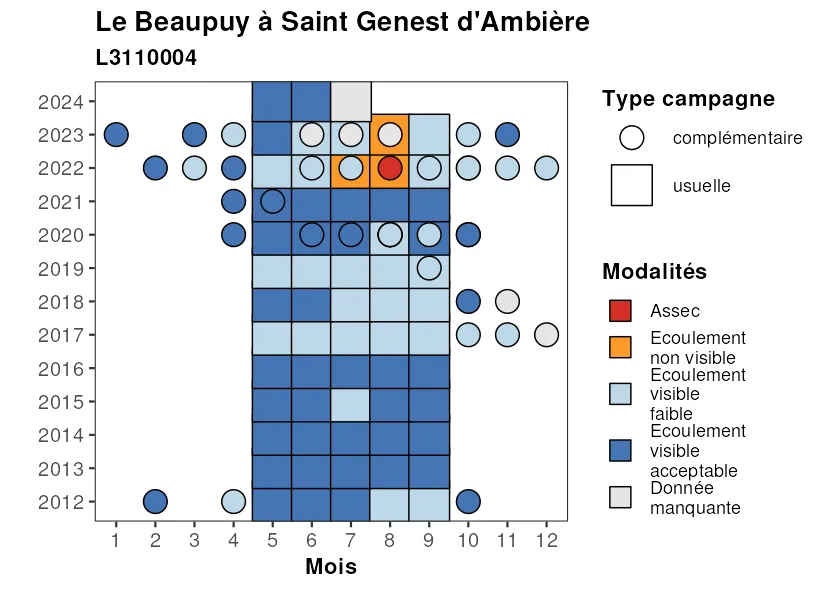 Le Beaupuy à Saint Genest d'Ambière
L3110004
2024
2023
2022
2021
2020
2019
2018
2017
2016
2015
2014
2013
2012
1 2 3 4 5 6 7 8 9 10 11 12
Mois
Type campagne
complémentaire
usuelle
Modalités
Assec
Ecoulement
non visible
Ecoulement
visible
faible
Ecoulement
visible
acceptable
Donnée
manquante